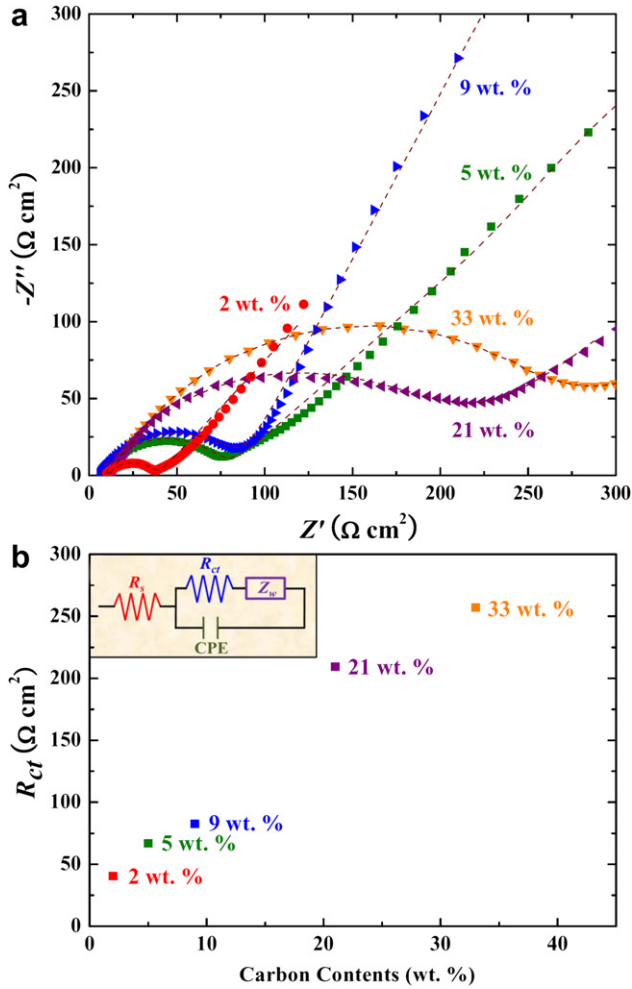 a
300
250
200
150
100
50
0
-Z'' (Ω cm²)
9 wt. %
5 wt. %
2 wt. %
33 wt. %
21 wt. %
0 50 100 150 200 250 300
Z' (Ω cm²)
b
300
250
200
150
100
50
0
R_ct (Ω cm²)
R_s
R_ct
Z_w
CPE
33 wt. %
21 wt. %
9 wt. %
5 wt. %
2 wt. %
0 10 20 30 40
Carbon Contents (wt. %)